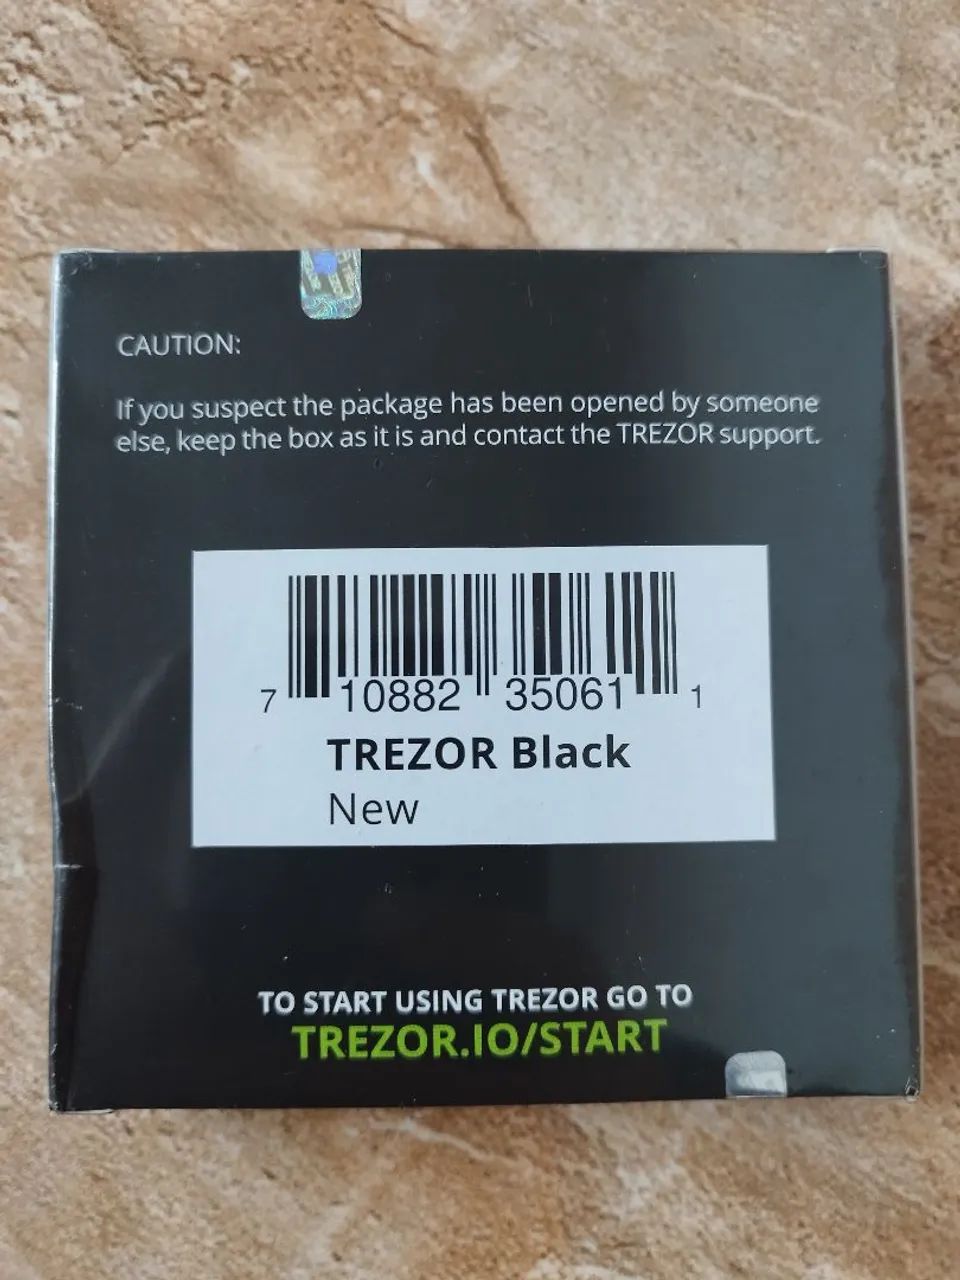 CAUTION:
If you suspect the package has been opened by someone
else, keep the box as it is and contact the TREZOR support.
7 10882 35061 1
TREZOR Black
New
TO START USING TREZOR GO TO
TREZOR.IO/START